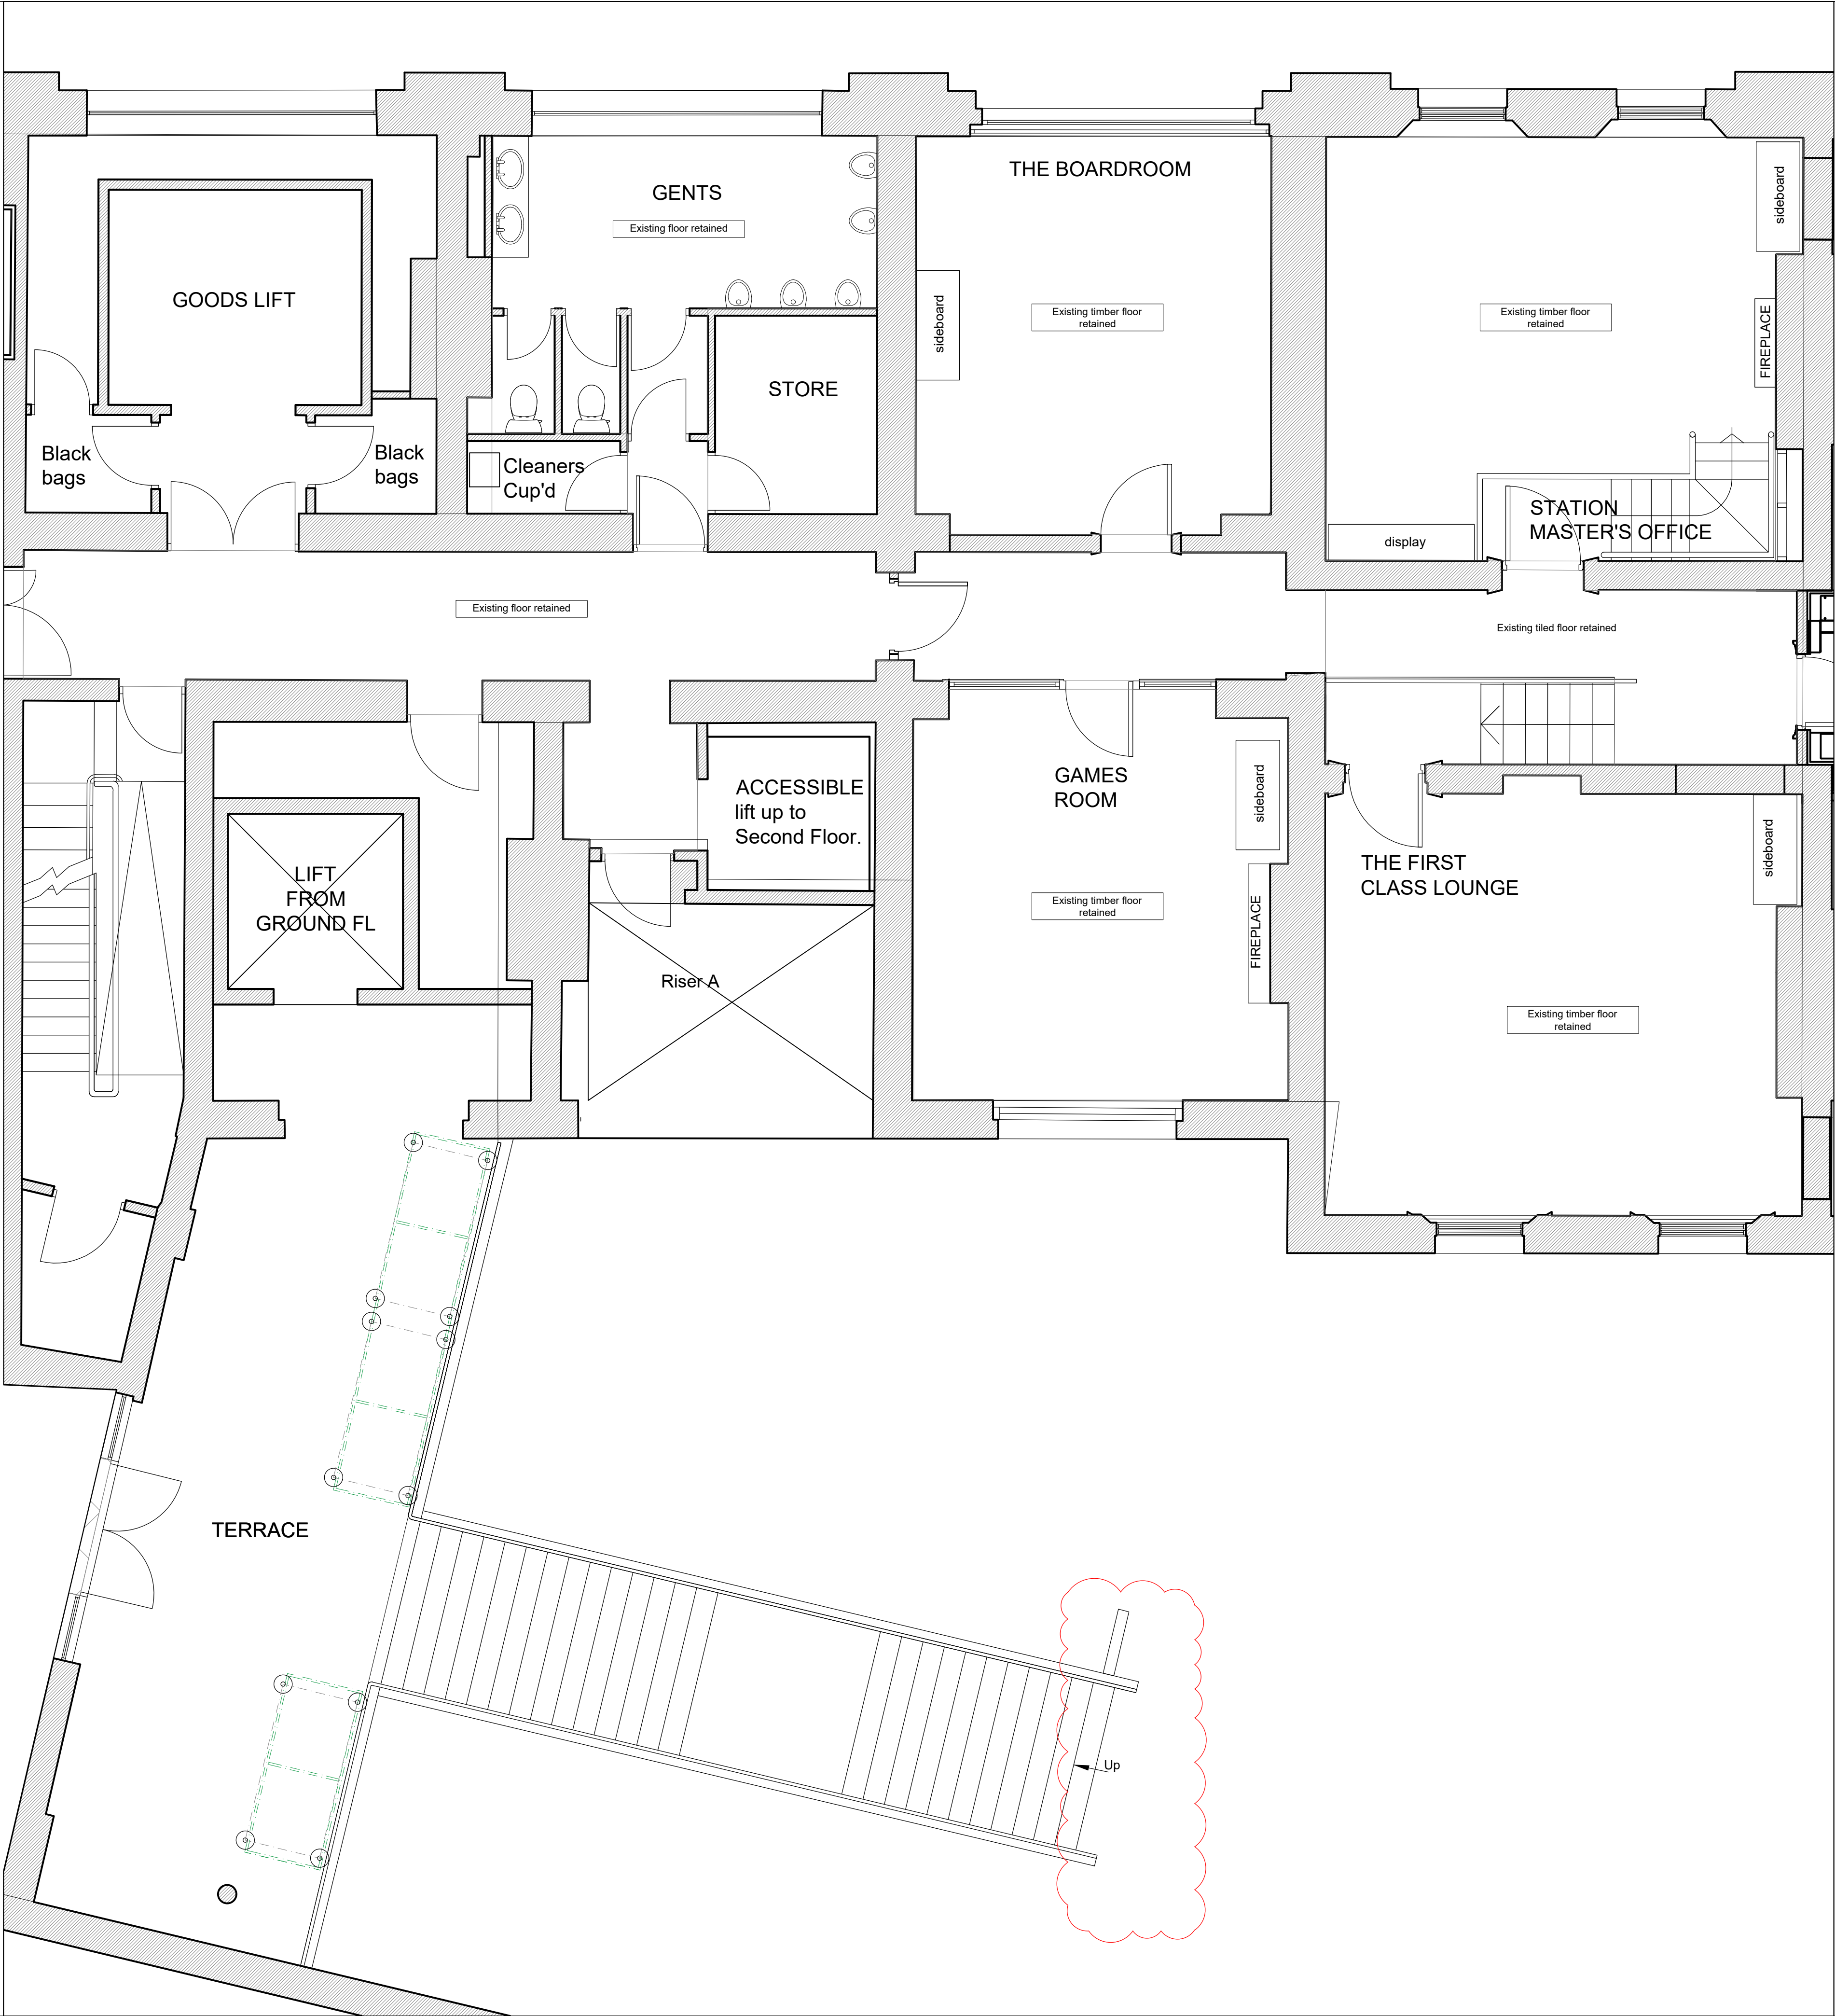 THE BOARDROOM
GENTS
Existing floor retained
sideboard
GOODS LIFT
sideboard
Existing timber floor
retained
Existing timber floor
retained
FIREPLACE
STORE
Black
bags
Black
bags
Cleaners
Cup'd
STATION
MASTER'S OFFICE
display
Existing floor retained
Existing tiled floor retained
ACCESSIBLE
lift up to
Second Floor.
GAMES
ROOM
sideboard
sideboard
THE FIRST
CLASS LOUNGE
LIFT
FROM
GROUND FL
Existing timber floor
retained
FIREPLACE
Riser A
Existing timber floor
retained
TERRACE
Up